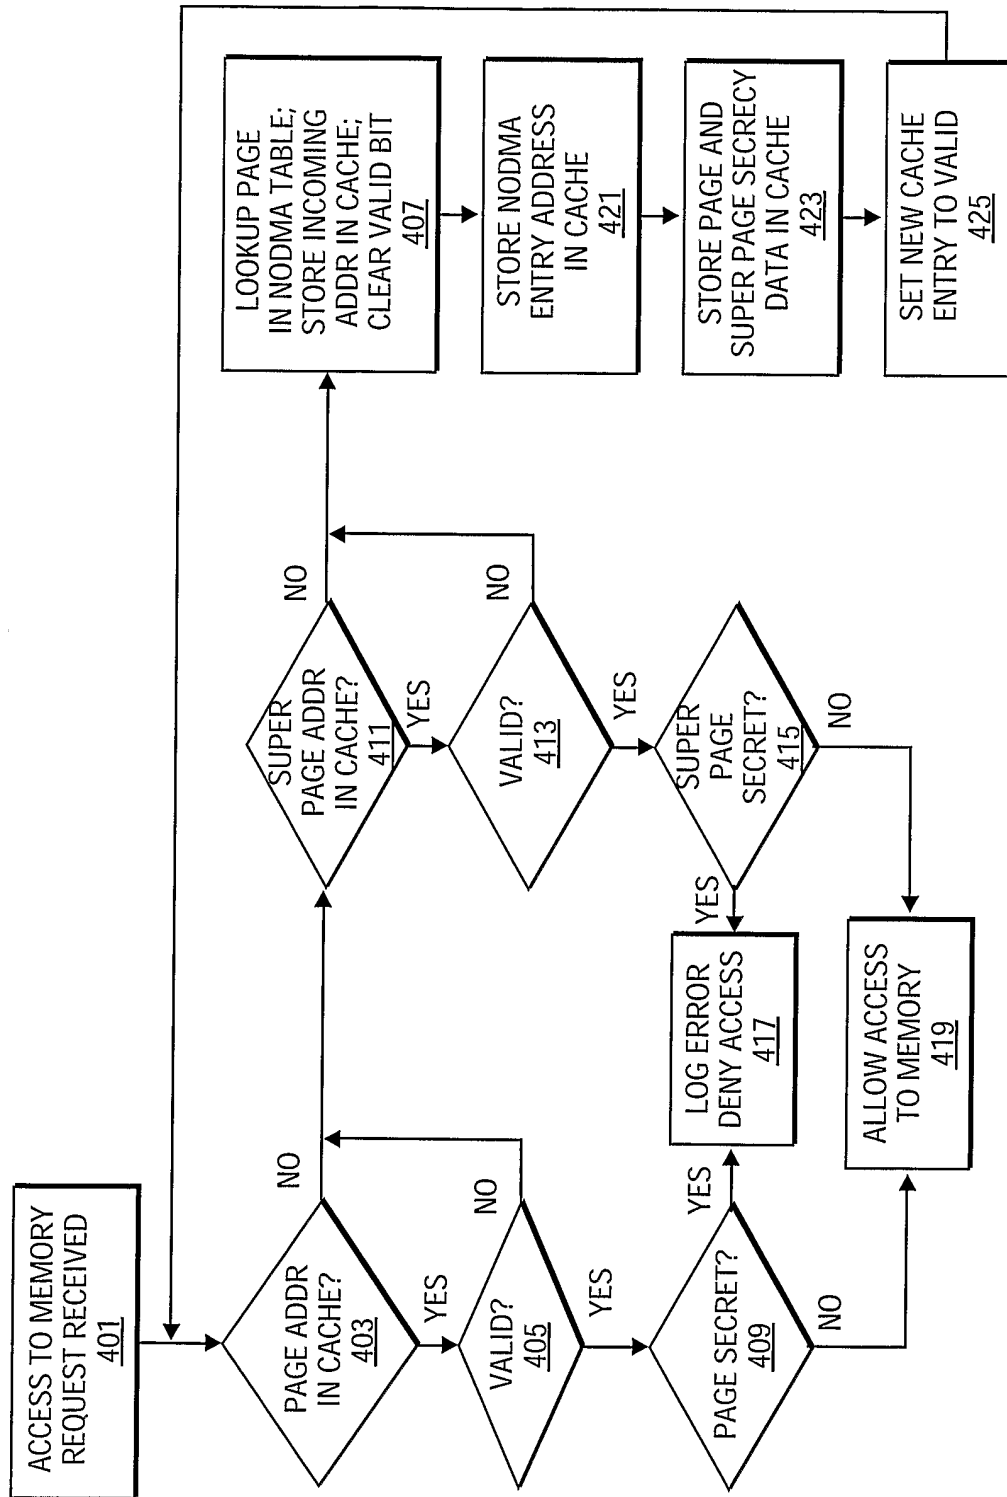 ACCESS TO MEMORY
REQUEST RECEIVED
401
PAGE ADDR
IN CACHE?
403
NO
YES
VALID?
405
NO
YES
PAGE SECRET?
409
YES
NO
SUPER
PAGE ADDR
IN CACHE?
411
NO
YES
VALID?
413
NO
YES
SUPER
PAGE
SECRET?
415
YES
NO
LOG ERROR
DENY ACCESS
417
ALLOW ACCESS
TO MEMORY
419
LOOKUP PAGE
IN NODMA TABLE;
STORE INCOMING
ADDR IN CACHE;
CLEAR VALID BIT
407
STORE NODMA
ENTRY ADDRESS
IN CACHE
421
STORE PAGE AND
SUPER PAGE SECRECY
DATA IN CACHE
423
SET NEW CACHE
ENTRY TO VALID
425